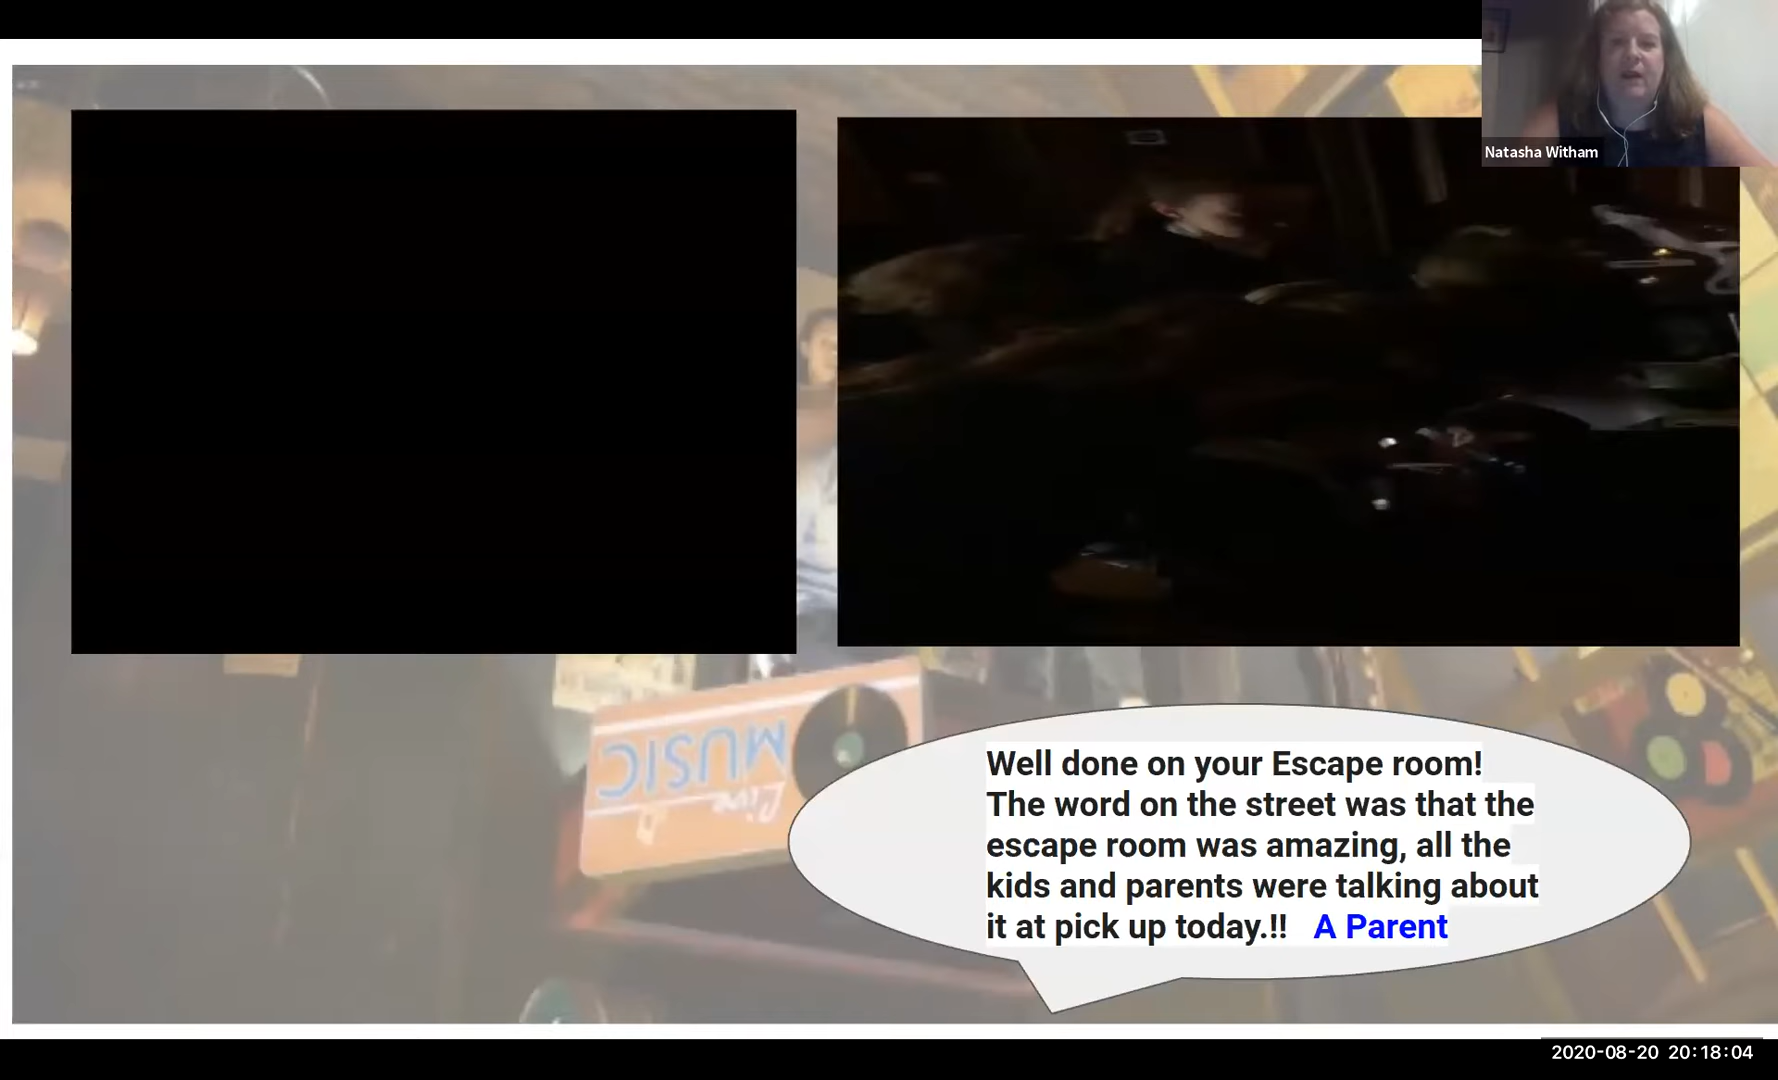 Natasha Witham
MUSIC
Live
Well done on your Escape room!
The word on the street was that the
escape room was amazing, all the
kids and parents were talking about
it at pick up today.!! A Parent
2020-08-20 20:18:04